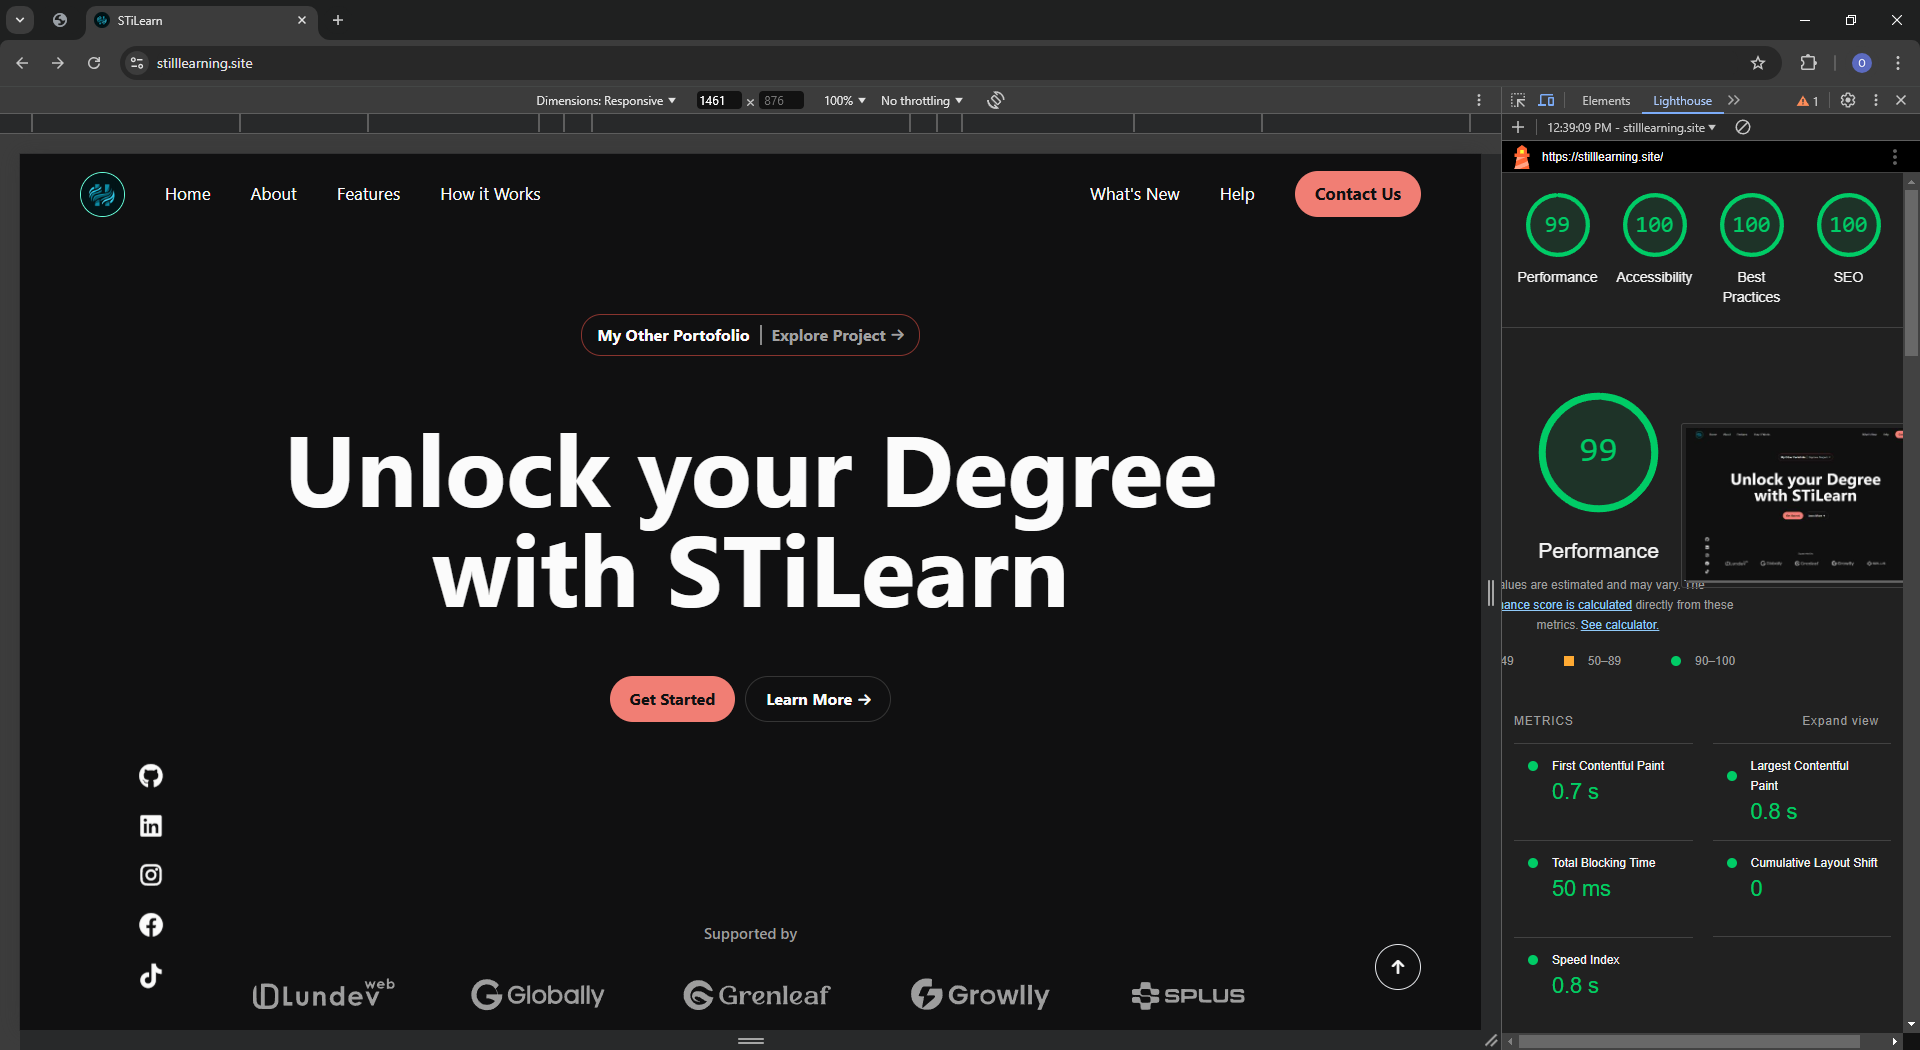 STiLearn
stilllearning.site
O
Dimensions: Responsive
1461 × 876
100%
No throttling
Elements
Lighthouse
1
12:39:09 PM - stilllearning.site
https://stilllearning.site/
Home
About
Features
How it Works
What's New
Help
Contact Us
My Other Portofolio | Explore Project →
Unlock your Degree
with STiLearn
Get Started
Learn More →
Supported by
Lundev web
Globally
Grenleaf
Growlly
SPLUS
99
100
100
100
Performance
Accessibility
Best
Practices
SEO
99
Performance
Unlock your Degree
with STiLearn
alues are estimated and may vary. The
ance score is calculated directly from these
metrics. See calculator.
49
50–89
90–100
METRICS
Expand view
First Contentful Paint
0.7 s
Largest Contentful
Paint
0.8 s
Total Blocking Time
50 ms
Cumulative Layout Shift
0
Speed Index
0.8 s